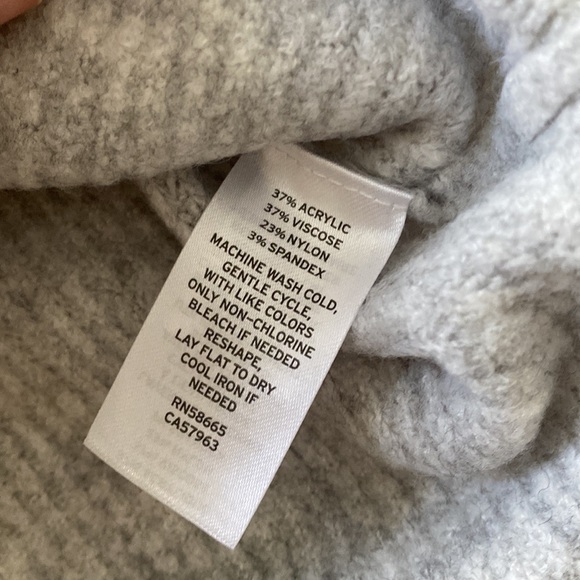 37% ACRYLIC
37% VISCOSE
23% NYLON
3% SPANDEX
MACHINE WASH COLD,
GENTLE CYCLE,
WITH LIKE COLORS
ONLY NON-CHLORINE
BLEACH IF NEEDED
RESHAPE,
LAY FLAT TO DRY
COOL IRON IF
NEEDED
RN58665
CA57963